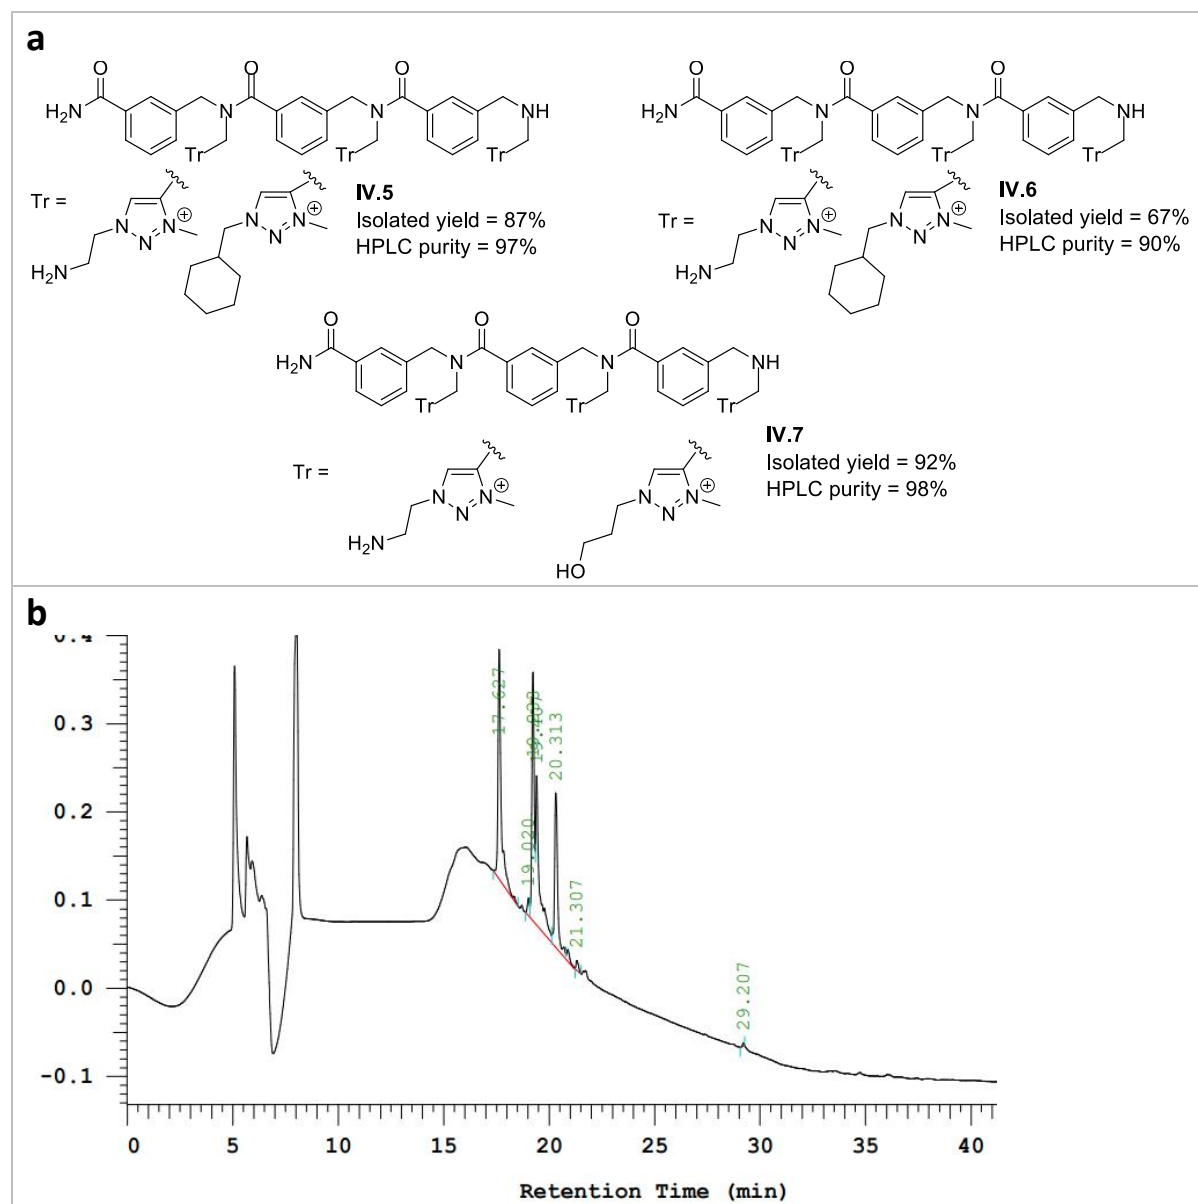 a
O O O
H₂N N N NH
Tr Tr Tr
Tr =
N N N ⊕
H₂N
N N N ⊕
IV.5
Isolated yield = 87%
HPLC purity = 97%
O O O
H₂N N N NH
Tr Tr Tr
Tr =
N N N ⊕
H₂N
N N N ⊕
IV.6
Isolated yield = 67%
HPLC purity = 90%
O O O
H₂N N N NH
Tr Tr Tr
Tr =
N N N ⊕
H₂N
N N N ⊕
HO
IV.7
Isolated yield = 92%
HPLC purity = 98%
b
0.4
0.3
0.2
0.1
0.0
-0.1
17.627
19.020
20.313
21.307
29.207
0 5 10 15 20 25 30 35 40
Retention Time (min)